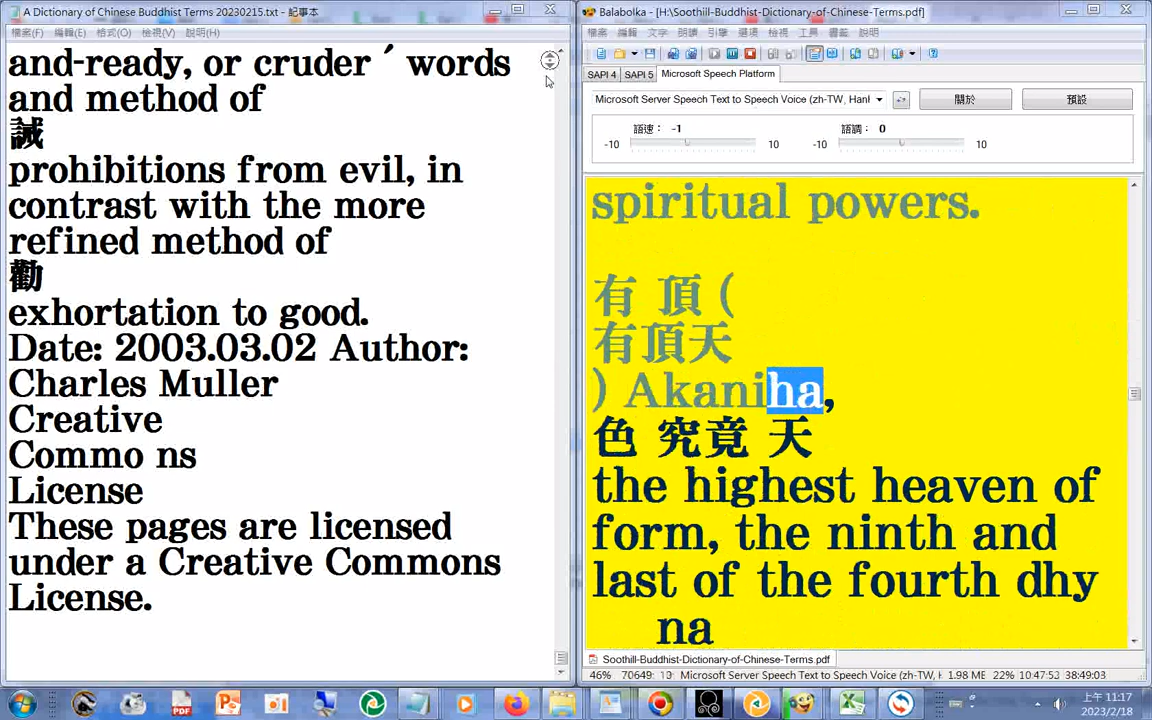 A Dictionary of Chinese Buddhist Terms 20230215.txt - 記事本
檔案(F) 編輯(E) 格式(O) 檢視(V) 說明(H)
and-ready, or cruder ˊ words
and method of
誡
prohibitions from evil, in
contrast with the more
refined method of
勸
exhortation to good.
Date: 2003.03.02 Author:
Charles Muller
Creative
Commo ns
License
These pages are licensed
under a Creative Commons
License.
Balabolka - [H:\Soothill-Buddhist-Dictionary-of-Chinese-Terms.pdf]
檔案 編輯 文字 朗讀 引擎 選項 檢視 工具 書籤 說明
SAPI 4 SAPI 5 Microsoft Speech Platform
Microsoft Server Speech Text to Speech Voice (zh-TW, Hanl 關於 預設
語速： -1 語調： 0
-10 10 -10 10
spiritual powers.
有 頂 (
有頂天
) Akaniha,
色 究竟 天
the highest heaven of
form, the ninth and
last of the fourth dhy
na
Soothill-Buddhist-Dictionary-of-Chinese-Terms.pdf
46% 70649: 13 Microsoft Server Speech Text to Speech Voice (zh-TW, H 1.98 ME 22% 10:47:53 38:49:03
PDF
上午 11:17
2023/2/18